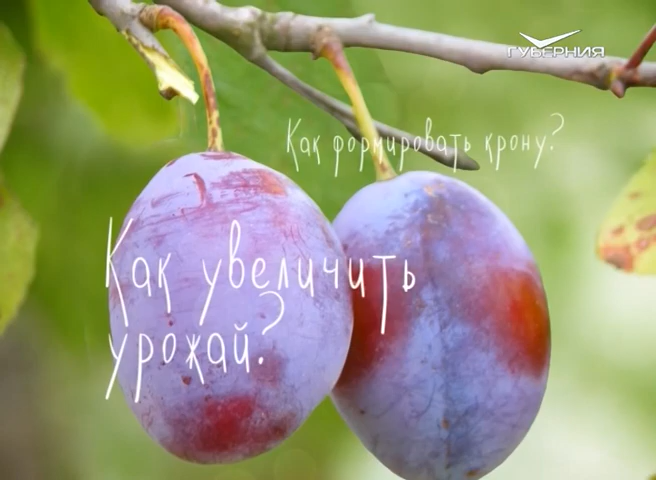 ГУБЕРНИЯ
Как формировать крону?
Как увеличить
урожай?